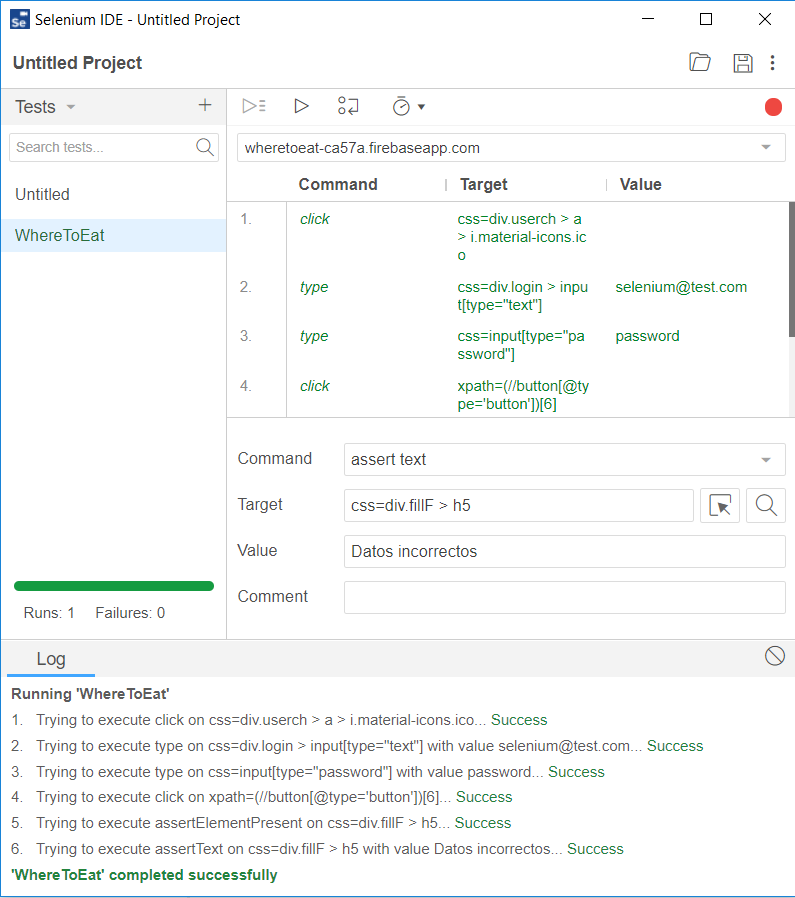 Se Selenium IDE - Untitled Project
Untitled Project
Tests
Search tests...
Untitled
WhereToEat
Runs: 1 Failures: 0
wheretoeat-ca57a.firebaseapp.com
Command Target Value
1. click css=div.userch > a
> i.material-icons.ic
o
2. type css=div.login > inpu selenium@test.com
t[type="text"]
3. type css=input[type="pa password
ssword"]
4. click xpath=(//button[@ty
pe='button'])[6]
Command assert text
Target css=div.fillF > h5
Value Datos incorrectos
Comment
Log
Running 'WhereToEat'
1. Trying to execute click on css=div.userch > a > i.material-icons.ico... Success
2. Trying to execute type on css=div.login > input[type="text"] with value selenium@test.com... Success
3. Trying to execute type on css=input[type="password"] with value password... Success
4. Trying to execute click on xpath=(//button[@type='button'])[6]... Success
5. Trying to execute assertElementPresent on css=div.fillF > h5... Success
6. Trying to execute assertText on css=div.fillF > h5 with value Datos incorrectos... Success
'WhereToEat' completed successfully